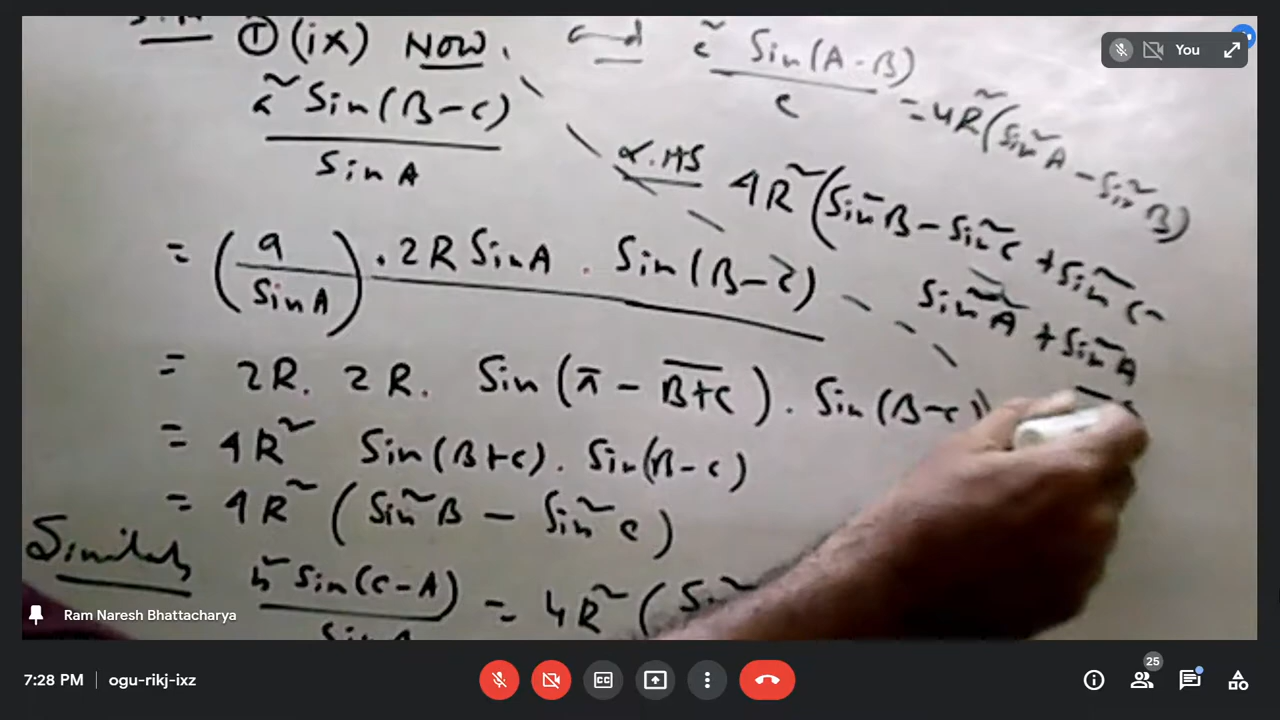 ① (ix) Now,
a² Sin(B-C)
Sin A
= (a / Sin A) . 2R Sin A . Sin(B-C)
= 2R. 2R. Sin(π - B+C) . Sin(B-C)
= 4R² Sin(B+C). Sin(B-C)
= 4R² (Sin²B - Sin²C)
Similarly b² Sin(C-A) = 4R² (
and c² Sin(A-B)
C
= 4R² (Sin²A - Sin²B)
L.HS 4R² (Sin²B - Sin²C + Sin²C -
Sin²A + Sin²A
You
Ram Naresh Bhattacharya
7:28 PM | ogu-rikj-ixz
25